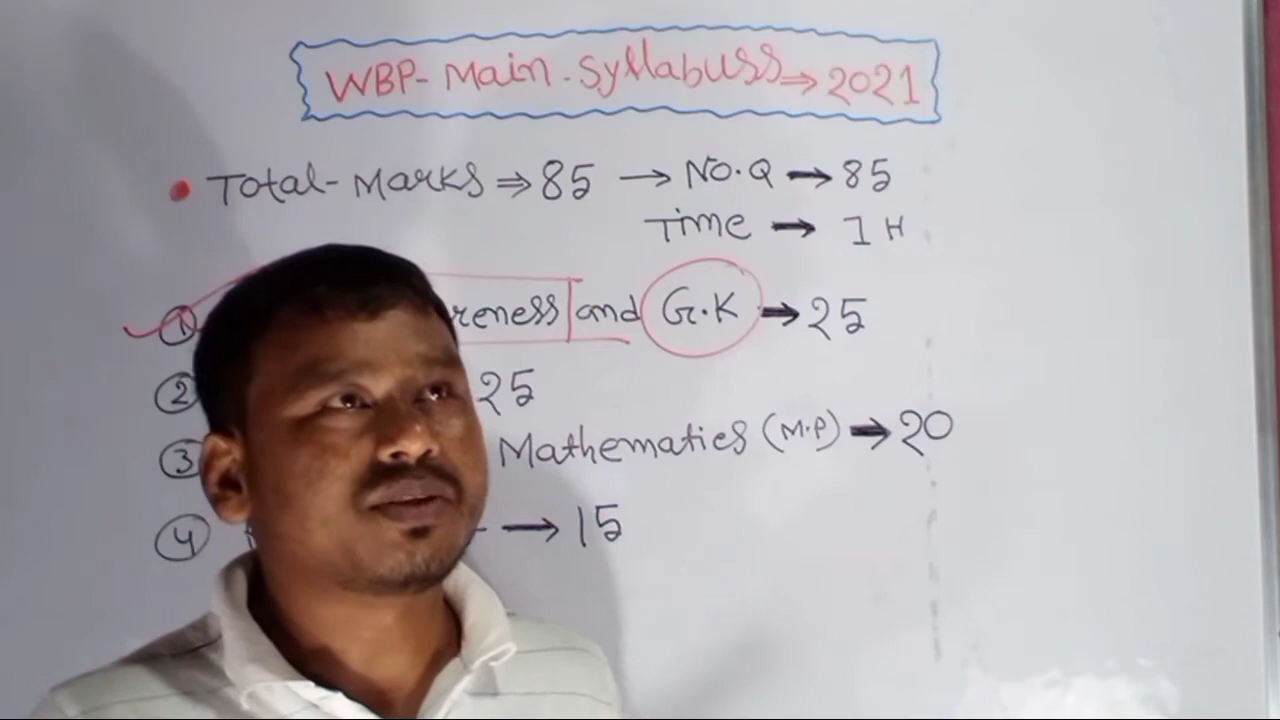 WBP- Main. Syllabuss ⇒ 2021
• Total- Marks ⇒ 85 → NO.Q → 85
Time → 1 H
① reness and G.K → 25
② 25
③ Mathematics (M.P) → 20
④ → 15